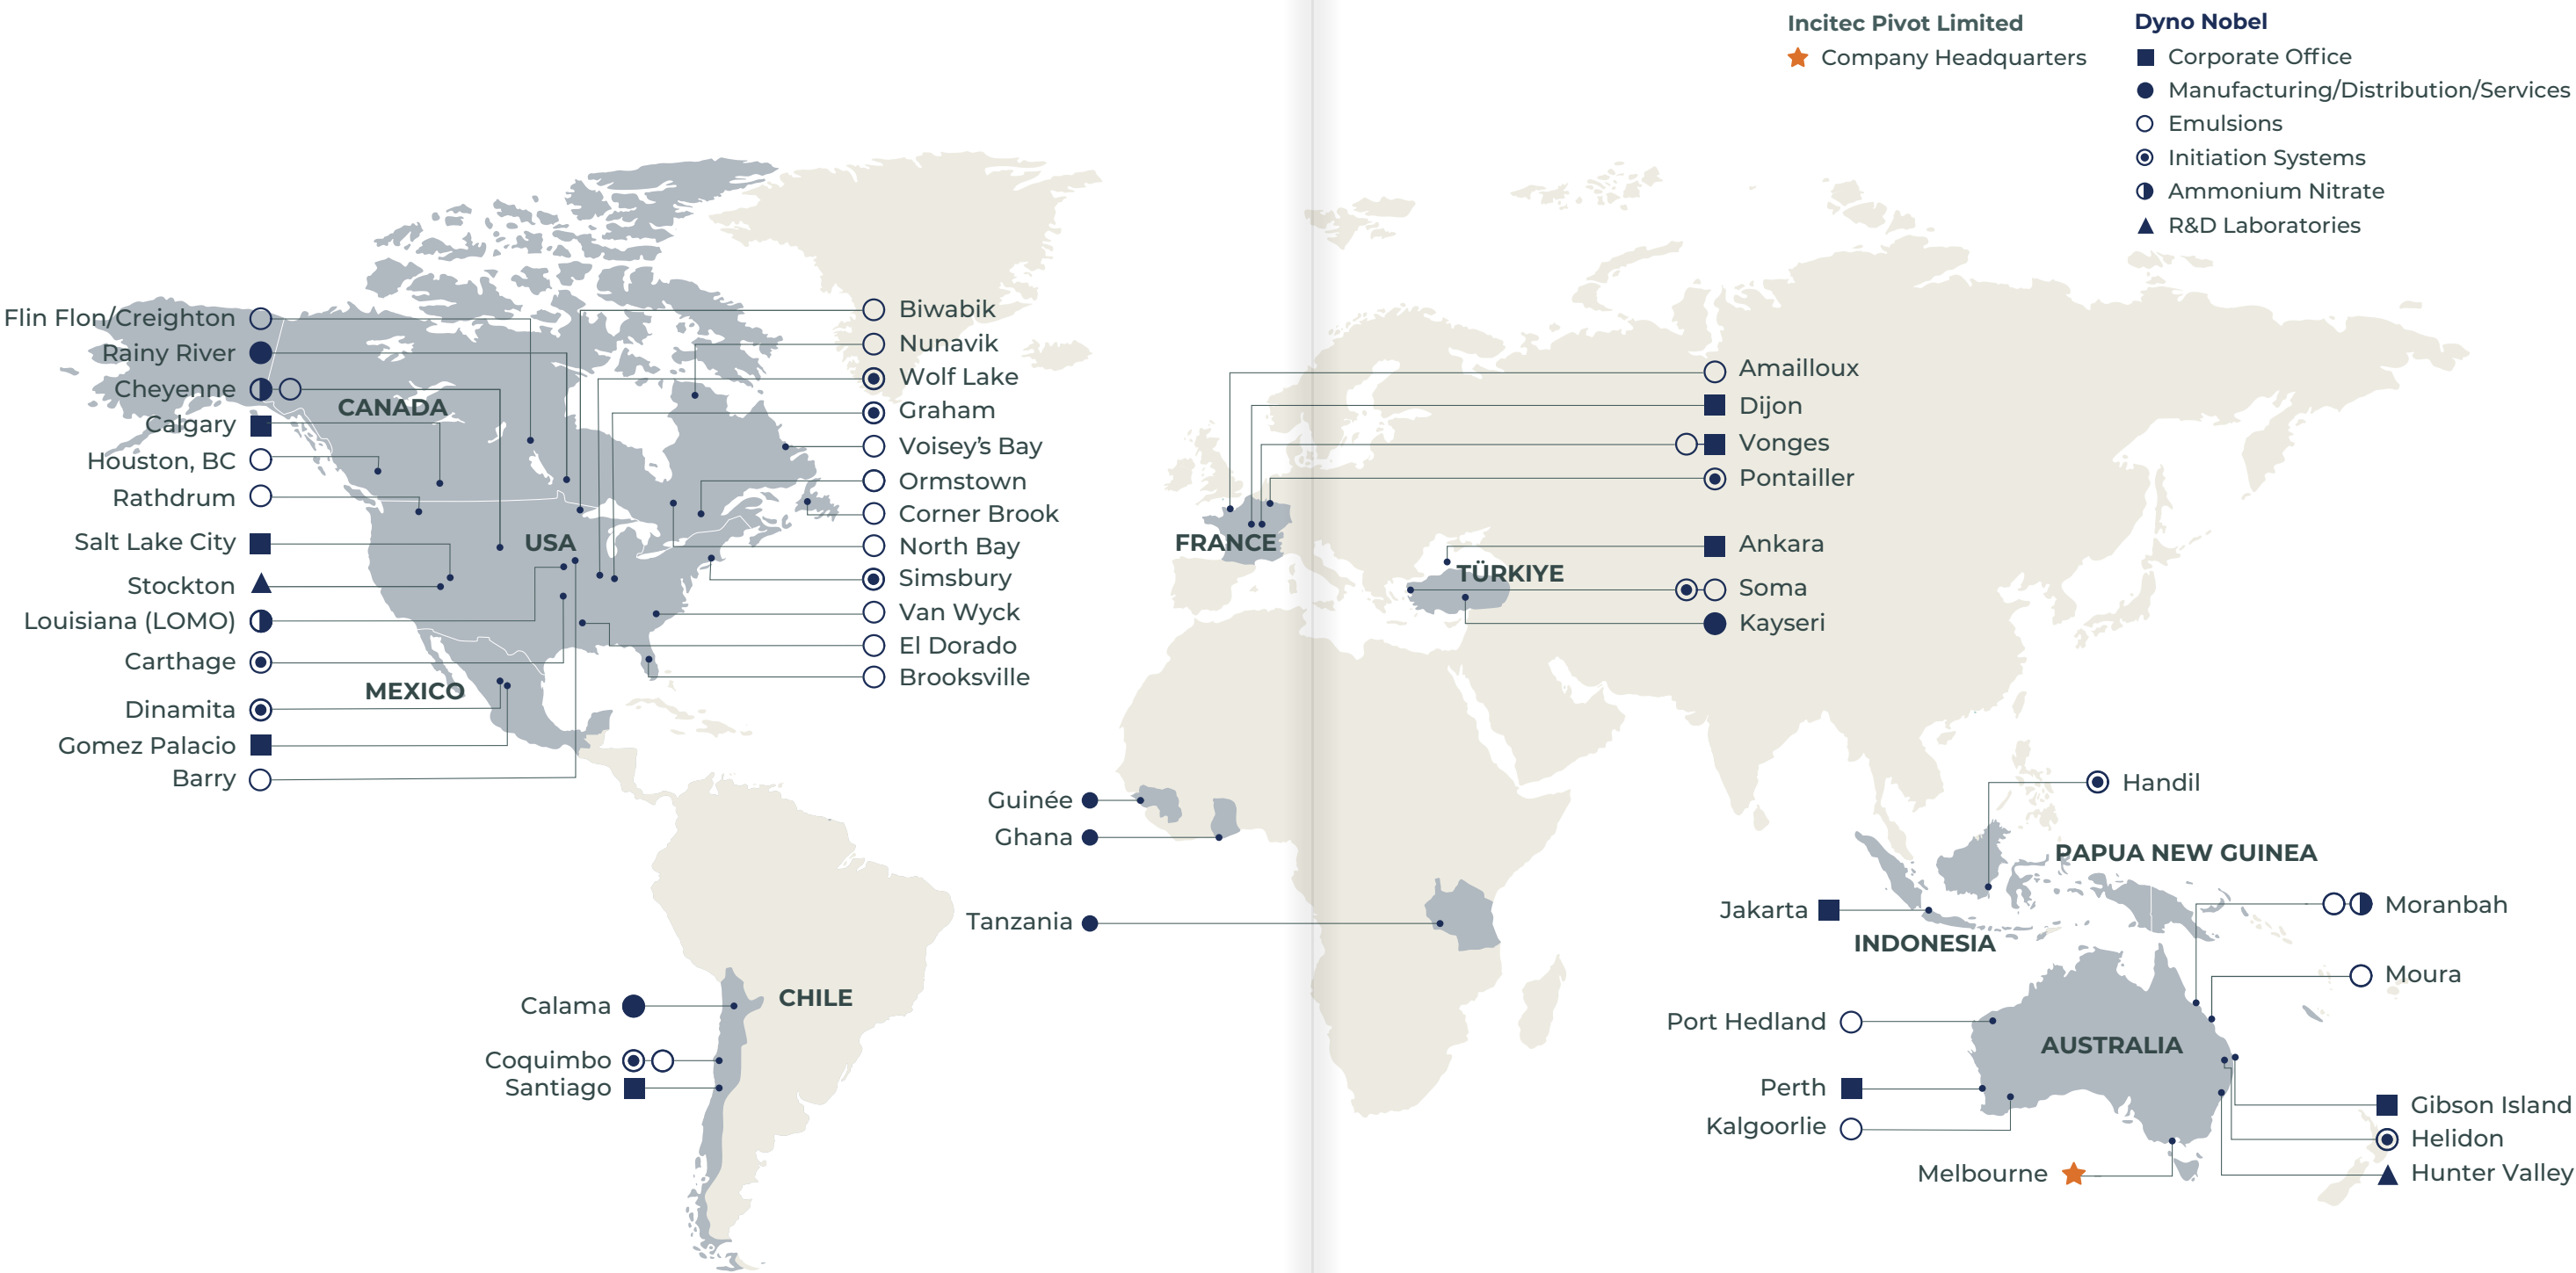 Incitec Pivot Limited
Company Headquarters
Dyno Nobel
Corporate Office
Manufacturing/Distribution/Services
Emulsions
Initiation Systems
Ammonium Nitrate
R&D Laboratories
Flin Flon/Creighton
Rainy River
Cheyenne
CANADA
Calgary
Houston, BC
Rathdrum
Salt Lake City
USA
Stockton
Louisiana (LOMO)
Carthage
MEXICO
Dinamita
Gomez Palacio
Barry
Biwabik
Nunavik
Wolf Lake
Graham
Voisey’s Bay
Ormstown
Corner Brook
North Bay
Simsbury
Van Wyck
El Dorado
Brooksville
Amailloux
Dijon
Vonges
Pontailler
FRANCE
Ankara
TÜRKIYE
Soma
Kayseri
Guinée
Ghana
Tanzania
Calama
CHILE
Coquimbo
Santiago
Handil
PAPUA NEW GUINEA
Jakarta
INDONESIA
Moranbah
Moura
Port Hedland
AUSTRALIA
Perth
Kalgoorlie
Melbourne
Gibson Island
Helidon
Hunter Valley